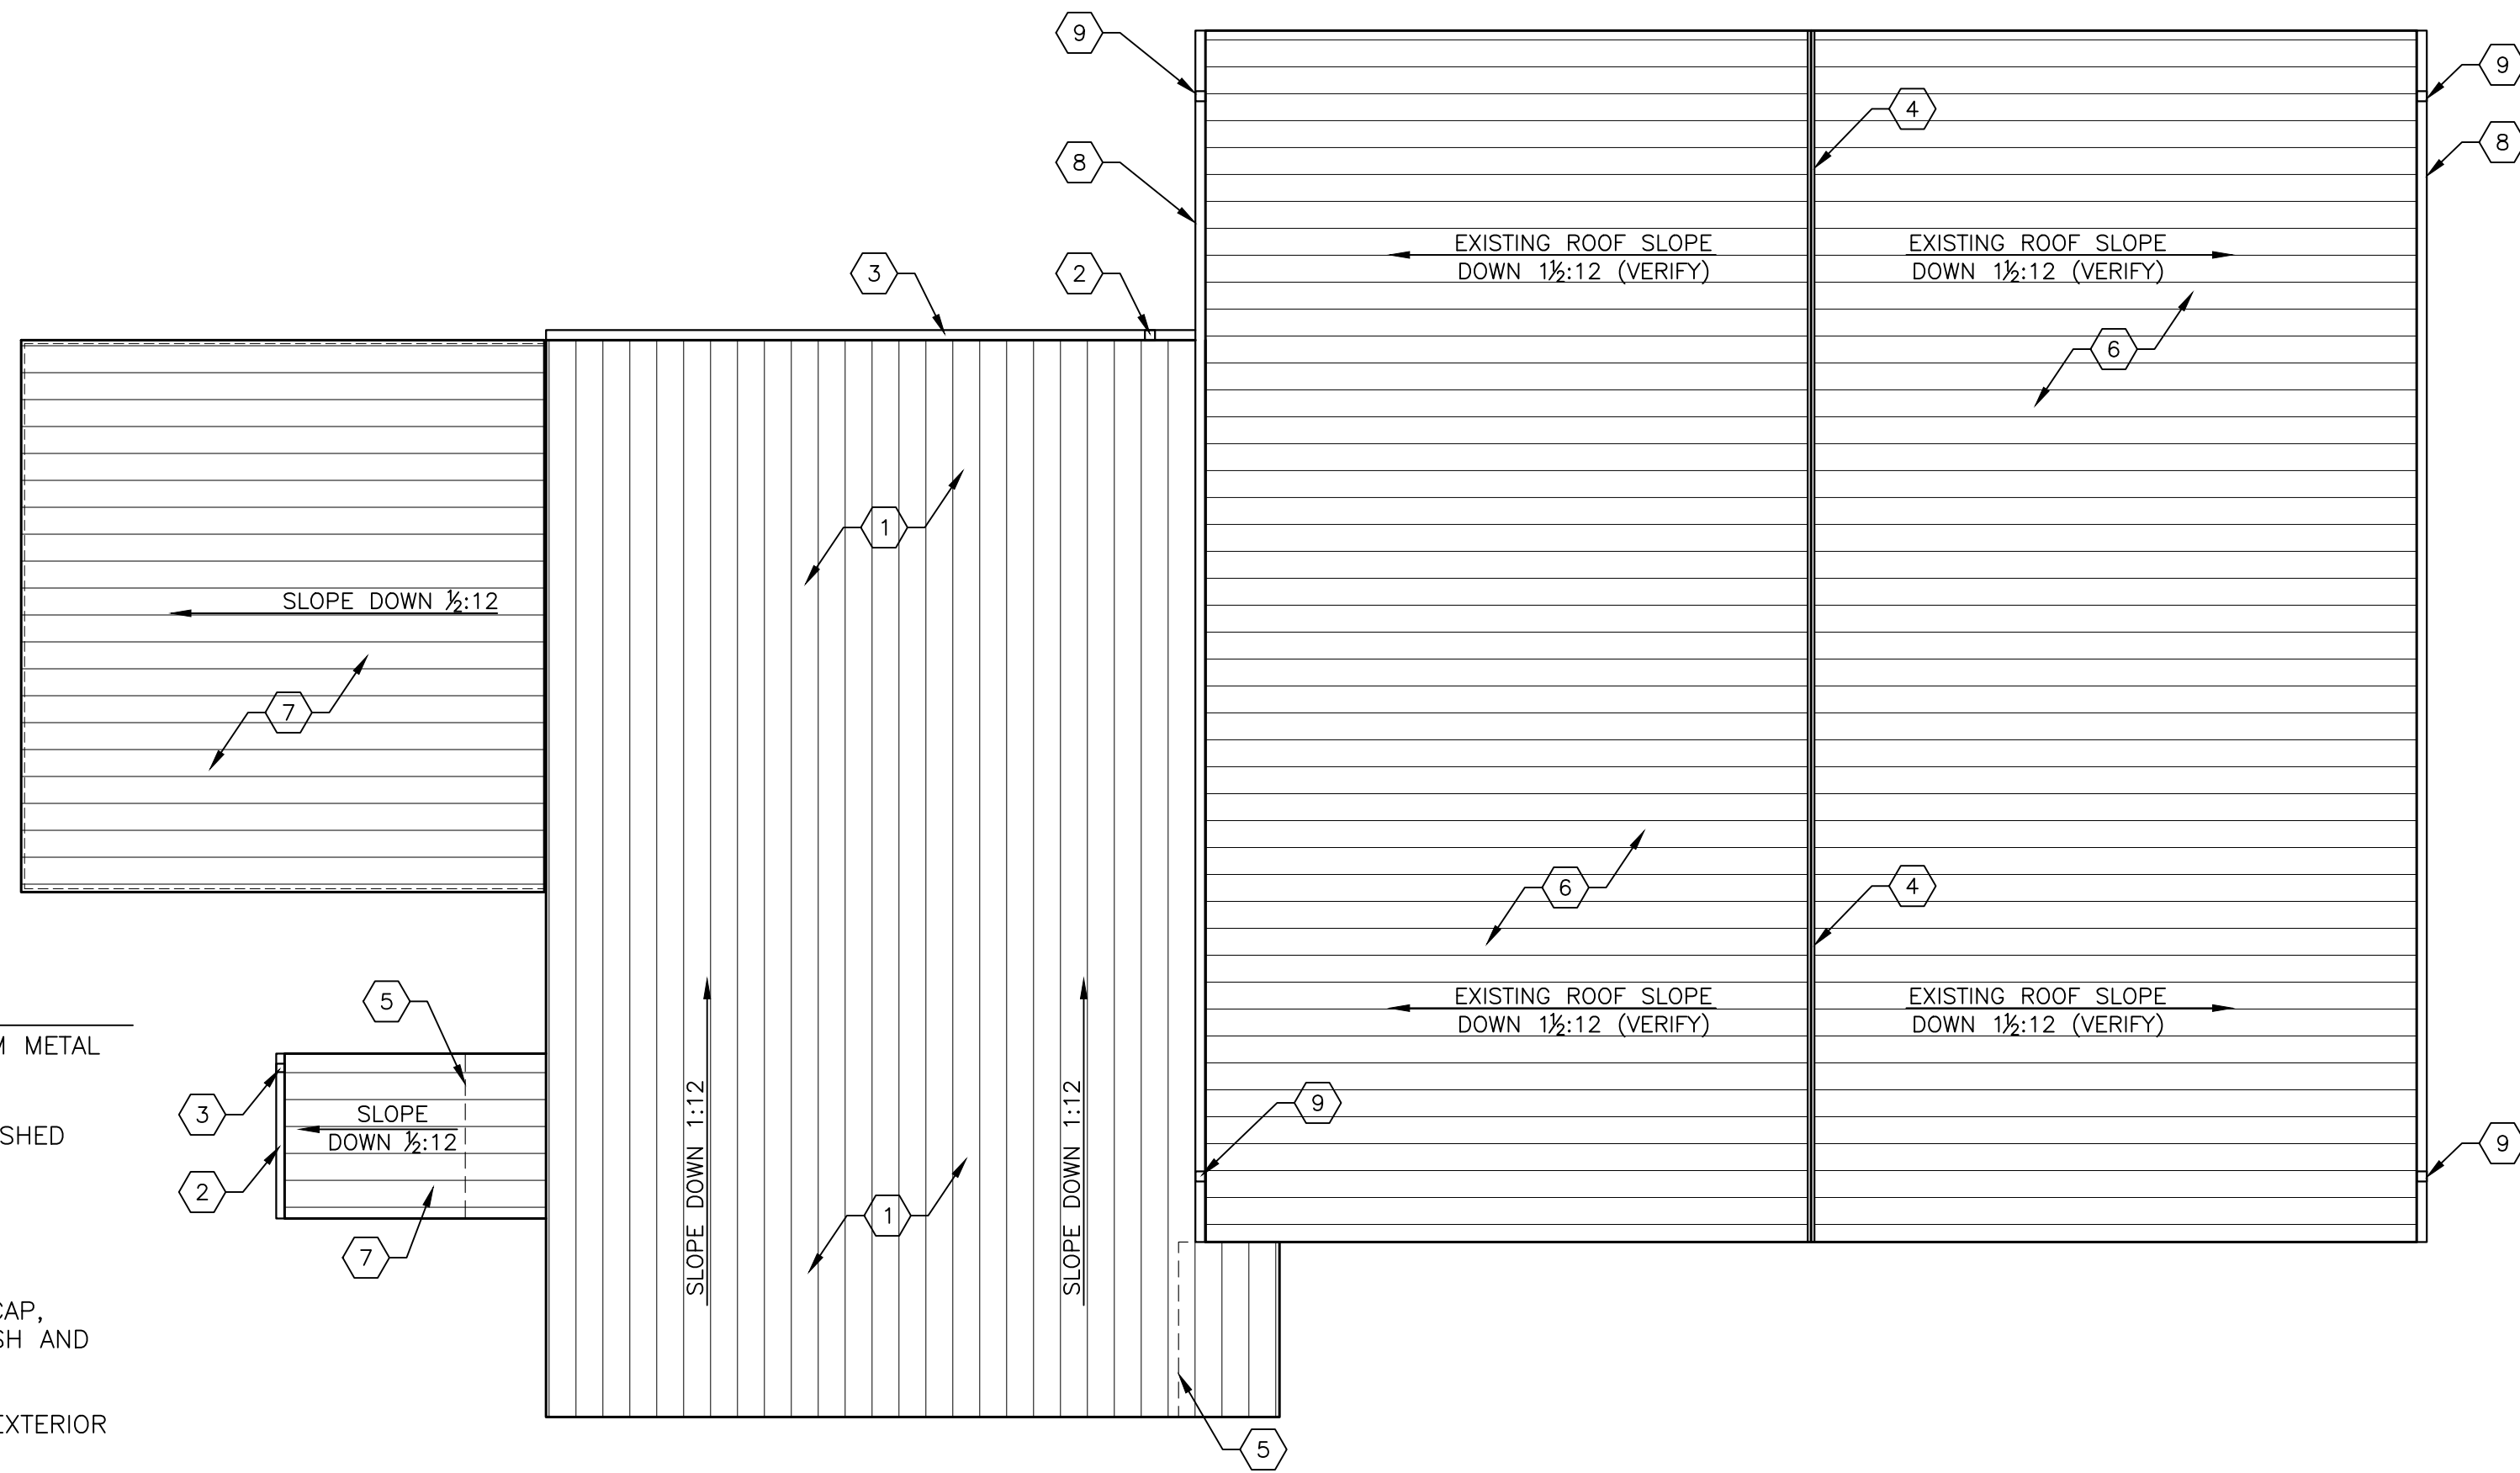 9
9
4
8
8
EXISTING ROOF SLOPE
DOWN 1½:12 (VERIFY)
EXISTING ROOF SLOPE
DOWN 1½:12 (VERIFY)
3
2
6
1
SLOPE DOWN ½:12
7
6
4
5
EXISTING ROOF SLOPE
DOWN 1½:12 (VERIFY)
EXISTING ROOF SLOPE
DOWN 1½:12 (VERIFY)
METAL
3
SLOPE
DOWN ½:12
SLOPE DOWN 1:12
SLOPE DOWN 1:12
9
9
SHED
2
1
7
CAP,
SH AND
EXTERIOR
5